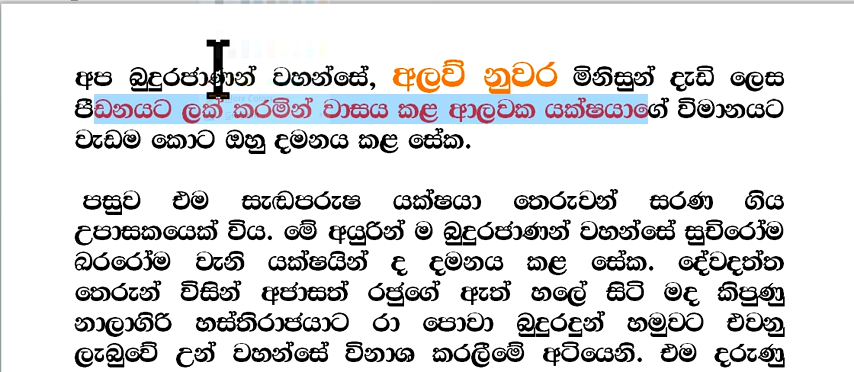 අප බුදුරජාණන් වහන්සේ, අලව් නුවර මිනිසුන් දැඩි ලෙස
පීඩනයට ලක් කරමින් වාසය කළ ආලවක යක්ෂයාගේ විමානයට
වැඩම කොට ඔහු දමනය කළ සේක.
පසුව එම සැඬපරුෂ යක්ෂයා තෙරුවන් සරණ ගිය
උපාසකයෙක් විය. මේ අයුරින් ම බුදුරජාණන් වහන්සේ සුචිරෝම
ඛරරෝම වැනි යක්ෂයින් ද දමනය කළ සේක. දේවදත්ත
තෙරුන් විසින් අජාසත් රජුගේ ඇත් හලේ සිටි මද කිපුණු
නාලාගිරි හස්තිරාජයාට රා පොවා බුදුරදුන් හමුවට එවනු
ලැබුවේ උන් වහන්සේ විනාශ කරලීමේ අටියෙනි. එම දරුණු